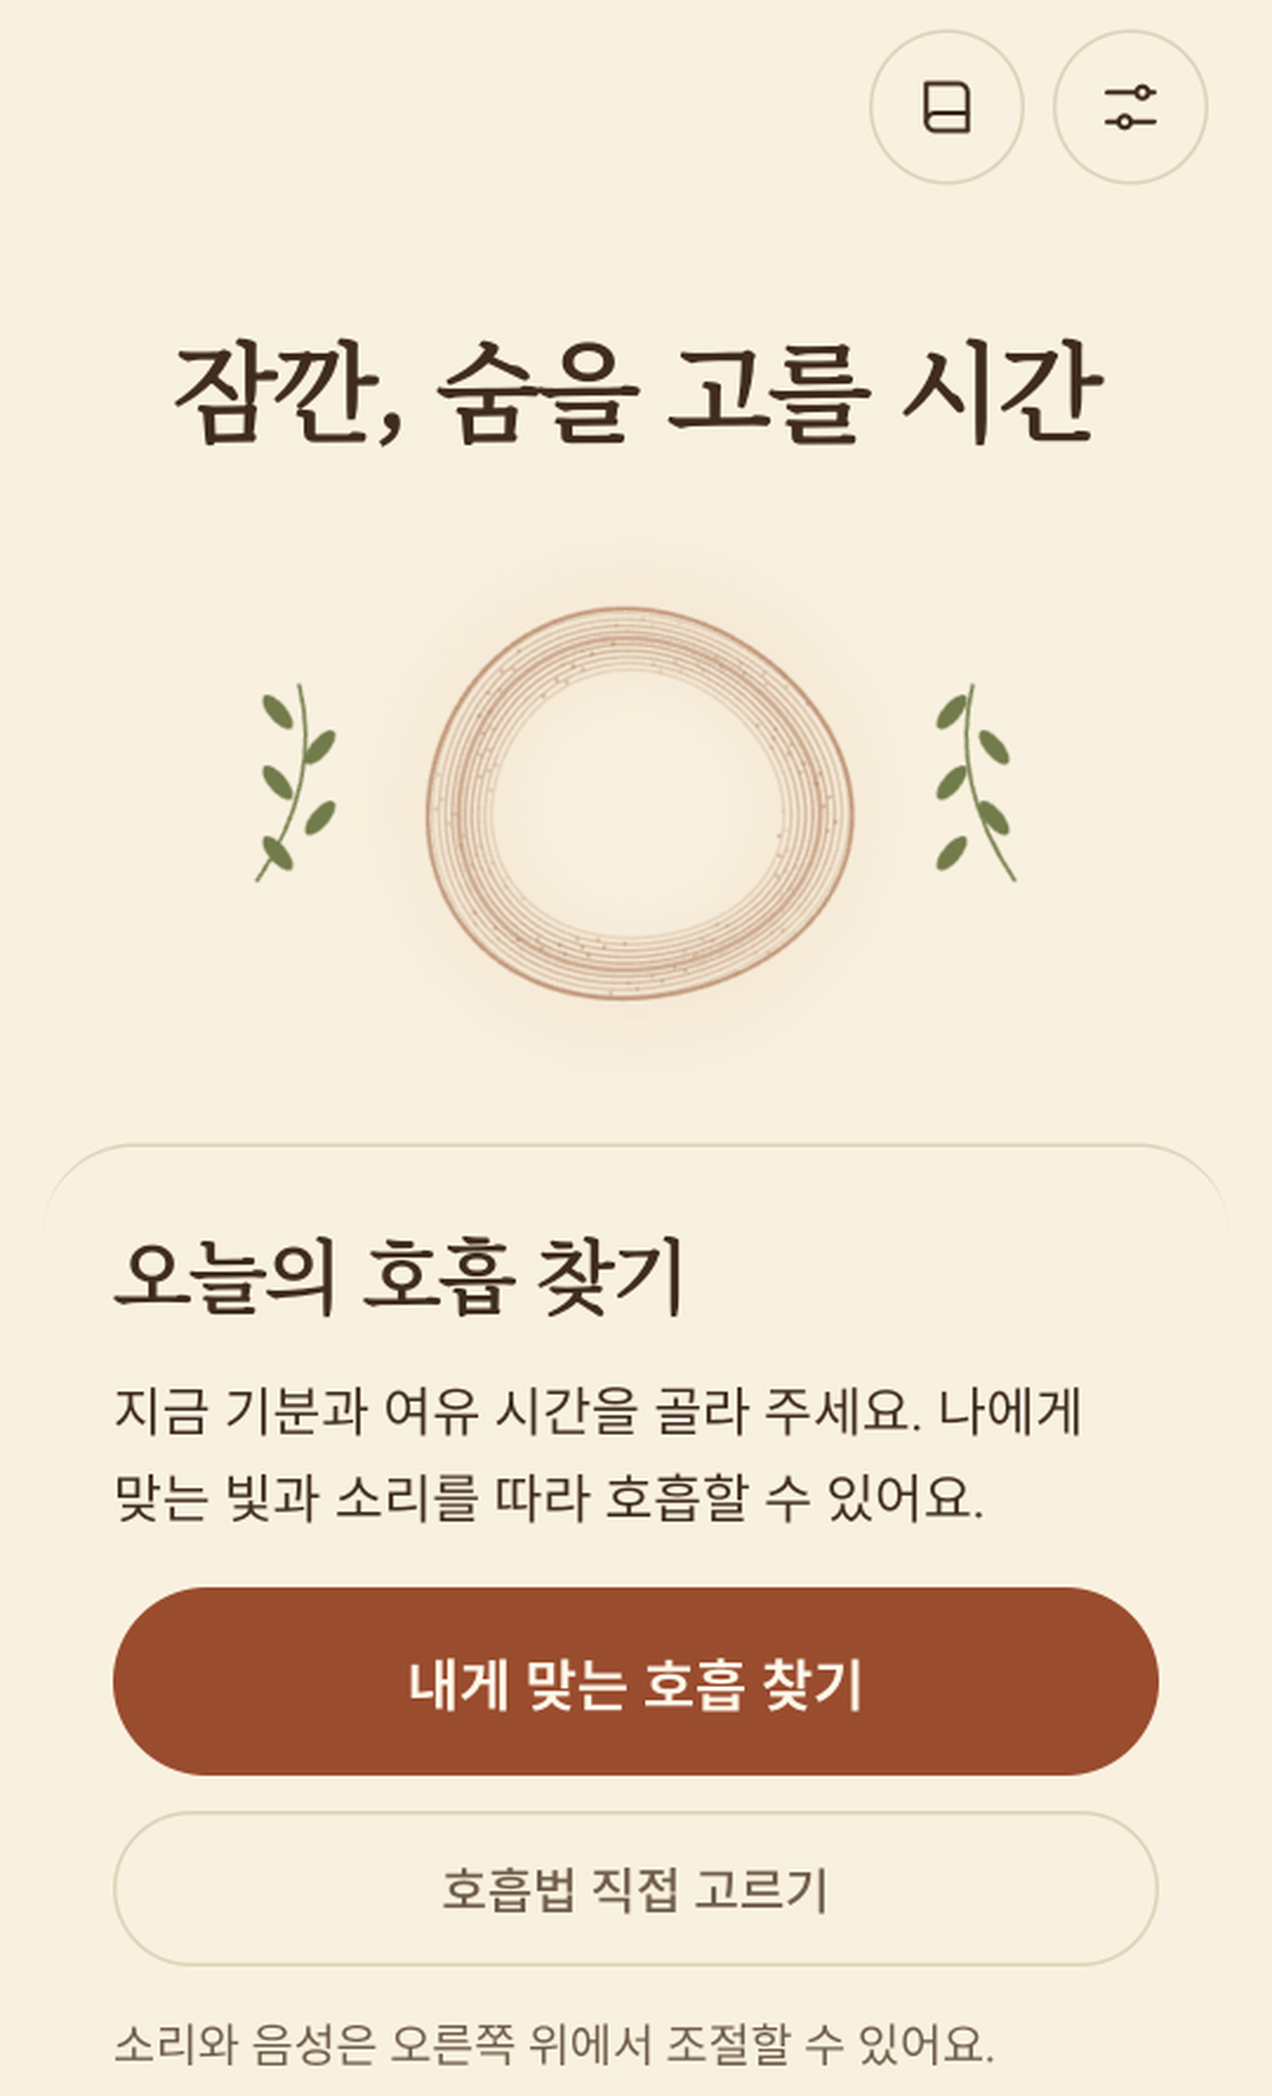 잠깐, 숨을 고를 시간
오늘의 호흡 찾기
지금 기분과 여유 시간을 골라 주세요. 나에게
맞는 빛과 소리를 따라 호흡할 수 있어요.
내게 맞는 호흡 찾기
호흡법 직접 고르기
소리와 음성은 오른쪽 위에서 조절할 수 있어요.